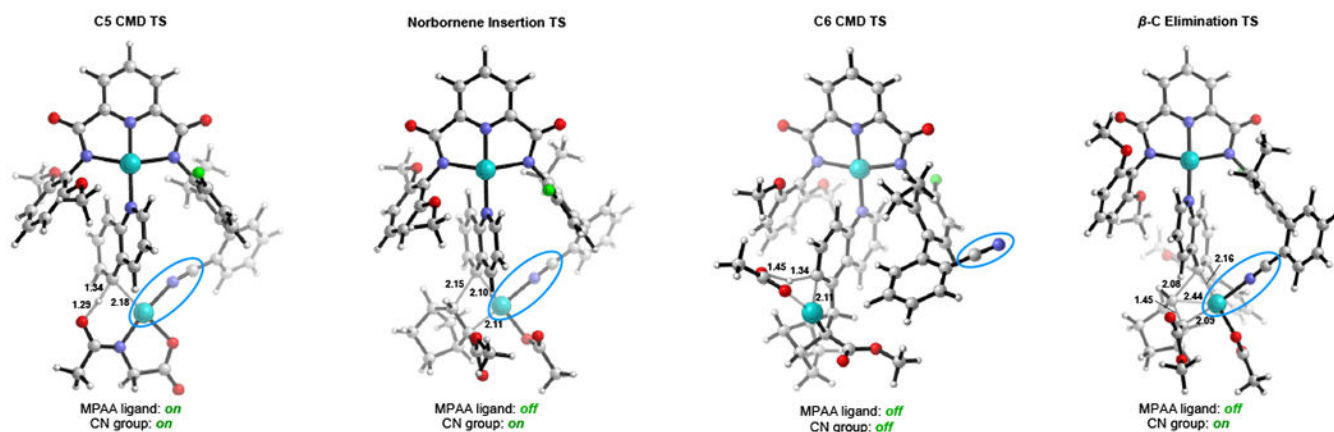 C5 CMD TS
Norbornene Insertion TS
C6 CMD TS
β-C Elimination TS
1.34
1.29
2.18
2.15
2.10
2.11
1.45
1.34
2.11
2.16
2.08
2.44
1.45
2.09
MPAA ligand: on
CN group: on
MPAA ligand: off
CN group: on
MPAA ligand: off
CN group: off
MPAA ligand: off
CN group: on